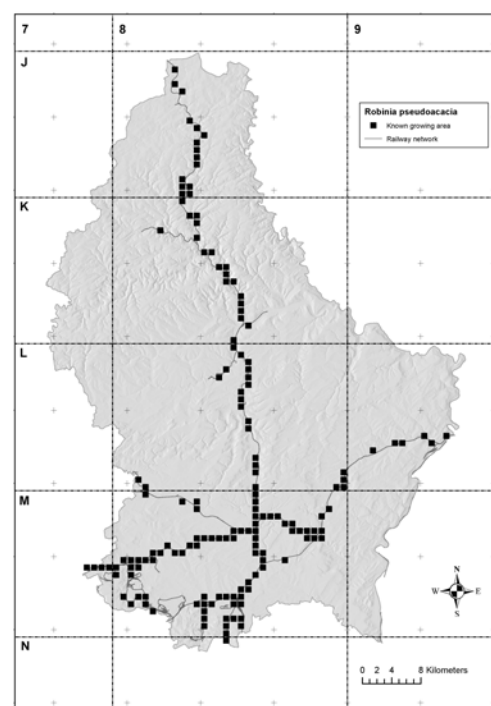 7 8 9
J
Robinia pseudoacacia
Known growing area
Railway network
K
L
M
N
W E
S
N
0 2 4 8 Kilometers